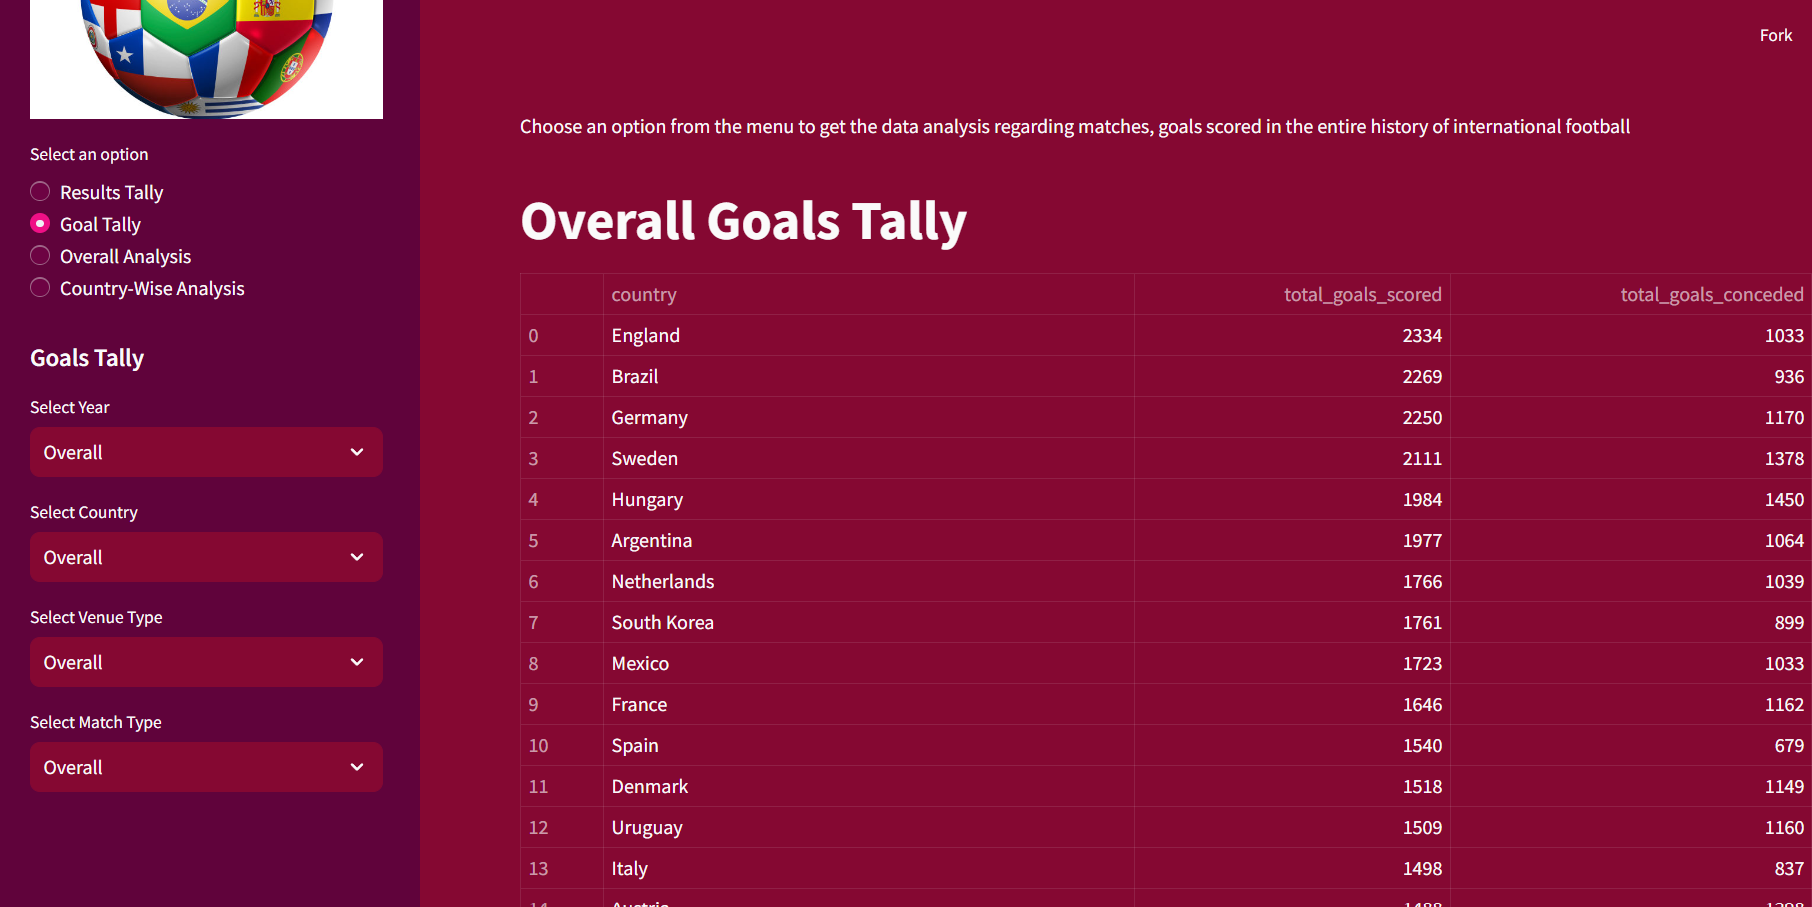 Select an option
Results Tally
Goal Tally
Overall Analysis
Country-Wise Analysis
Goals Tally
Select Year
Overall
Select Country
Overall
Select Venue Type
Overall
Select Match Type
Overall
Fork
Choose an option from the menu to get the data analysis regarding matches, goals scored in the entire history of international football
Overall Goals Tally
country total_goals_scored total_goals_conceded
0 England 2334 1033
1 Brazil 2269 936
2 Germany 2250 1170
3 Sweden 2111 1378
4 Hungary 1984 1450
5 Argentina 1977 1064
6 Netherlands 1766 1039
7 South Korea 1761 899
8 Mexico 1723 1033
9 France 1646 1162
10 Spain 1540 679
11 Denmark 1518 1149
12 Uruguay 1509 1160
13 Italy 1498 837
14 Austria